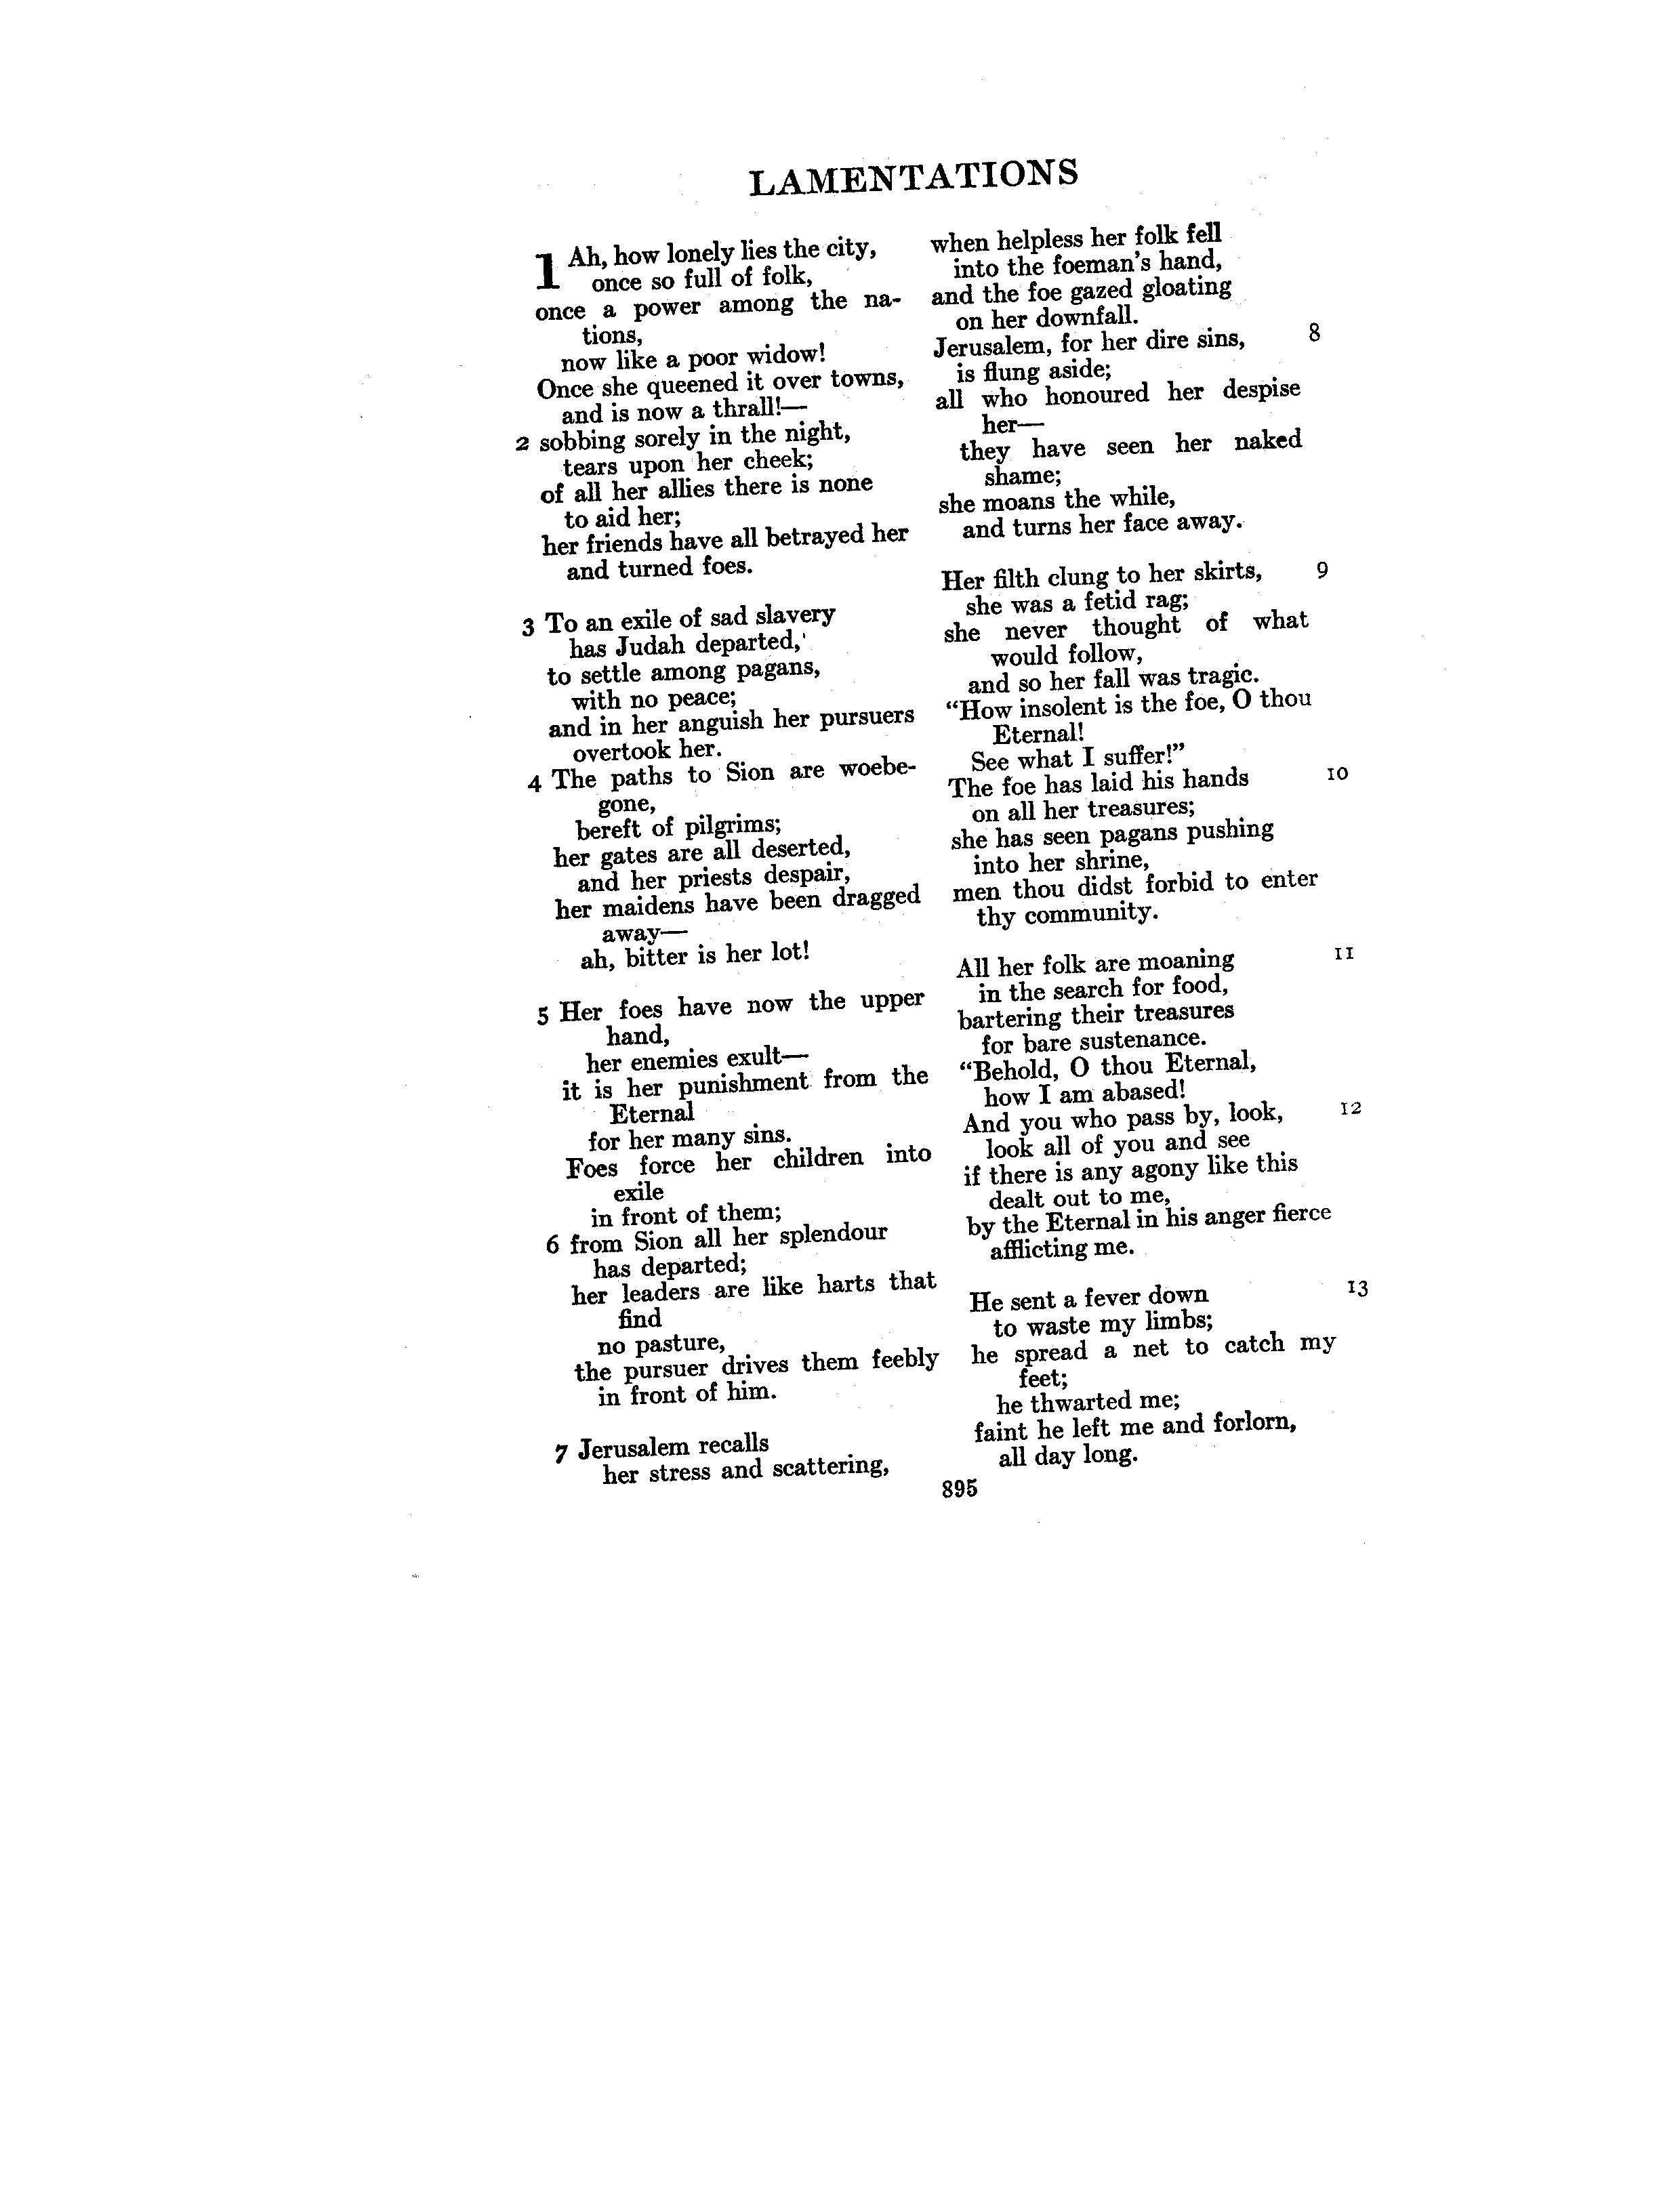 LAMENTATIONS
1 Ah, how lonely lies the city,
once so full of folk,
once a power among the na-
tions,
now like a poor widow!
Once she queened it over towns,
and is now a thrall!—
2 sobbing sorely in the night,
tears upon her cheek;
of all her allies there is none
to aid her;
her friends have all betrayed her
and turned foes.
3 To an exile of sad slavery
has Judah departed,
to settle among pagans,
with no peace;
and in her anguish her pursuers
overtook her.
4 The paths to Sion are woebe-
gone,
bereft of pilgrims;
her gates are all deserted,
and her priests despair,
her maidens have been dragged
away—
ah, bitter is her lot!
5 Her foes have now the upper
hand,
her enemies exult—
it is her punishment from the
Eternal
for her many sins.
Foes force her children into
exile
in front of them;
6 from Sion all her splendour
has departed;
her leaders are like harts that
find
no pasture,
the pursuer drives them feebly
in front of him.
7 Jerusalem recalls
her stress and scattering,
when helpless her folk fell
into the foeman's hand,
and the foe gazed gloating
on her downfall.
Jerusalem, for her dire sins, 8
is flung aside;
all who honoured her despise
her—
they have seen her naked
shame;
she moans the while,
and turns her face away.
Her filth clung to her skirts, 9
she was a fetid rag;
she never thought of what
would follow,
and so her fall was tragic.
"How insolent is the foe, O thou
Eternal!
See what I suffer!"
The foe has laid his hands 10
on all her treasures;
she has seen pagans pushing
into her shrine,
men thou didst forbid to enter
thy community.
All her folk are moaning 11
in the search for food,
bartering their treasures
for bare sustenance.
"Behold, O thou Eternal,
how I am abased!
And you who pass by, look, 12
look all of you and see
if there is any agony like this
dealt out to me,
by the Eternal in his anger fierce
afflicting me.
He sent a fever down 13
to waste my limbs;
he spread a net to catch my
feet;
he thwarted me;
faint he left me and forlorn,
all day long.
895